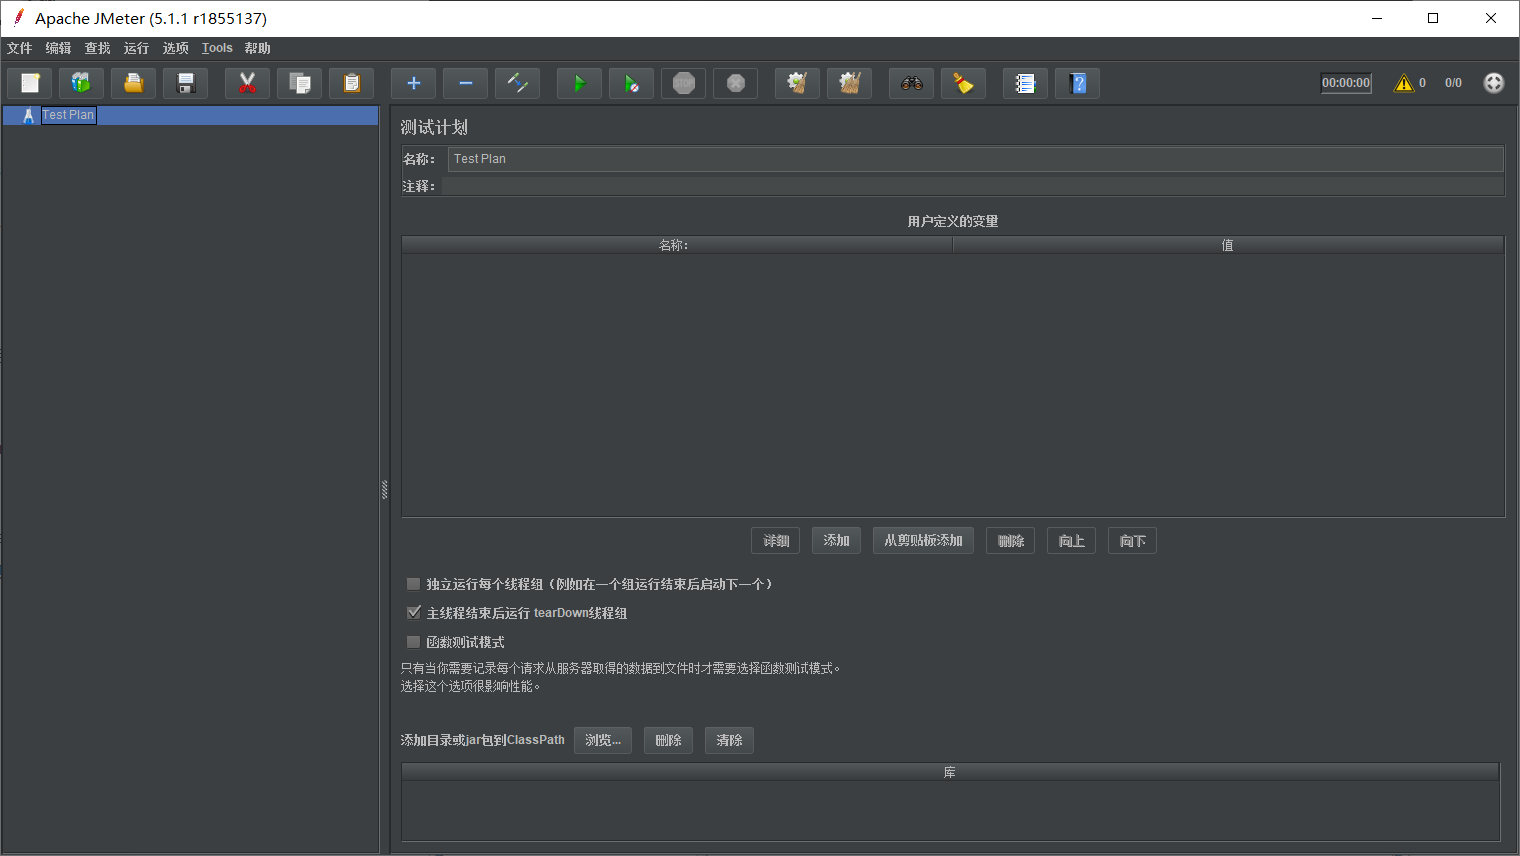 Apache JMeter (5.1.1 r1855137)
文件 编辑 查找 运行 选项 Tools 帮助
STOP
00:00:00 0 0/0
Test Plan
测试计划
名称: Test Plan
注释:
用户定义的变量
名称: 值
详细 添加 从剪贴板添加 删除 向上 向下
独立运行每个线程组（例如在一个组运行结束后启动下一个）
主线程结束后运行 tearDown线程组
函数测试模式
只有当你需要记录每个请求从服务器取得的数据到文件时才需要选择函数测试模式。
选择这个选项很影响性能。
添加目录或jar包到ClassPath 浏览... 删除 清除
库